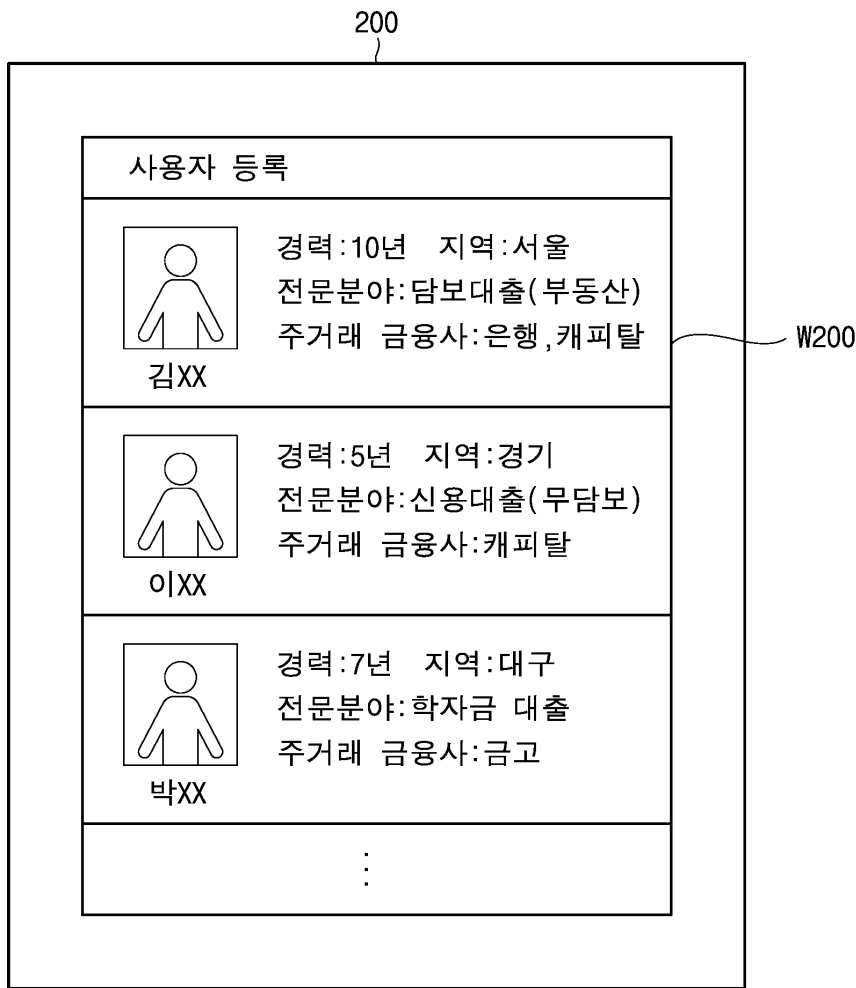 200
사용자 등록
경력:10년 지역:서울
전문분야:담보대출(부동산)
주거래 금융사:은행,캐피탈
김XX
W200
경력:5년 지역:경기
전문분야:신용대출(무담보)
주거래 금융사:캐피탈
이XX
경력:7년 지역:대구
전문분야:학자금 대출
주거래 금융사:금고
박XX